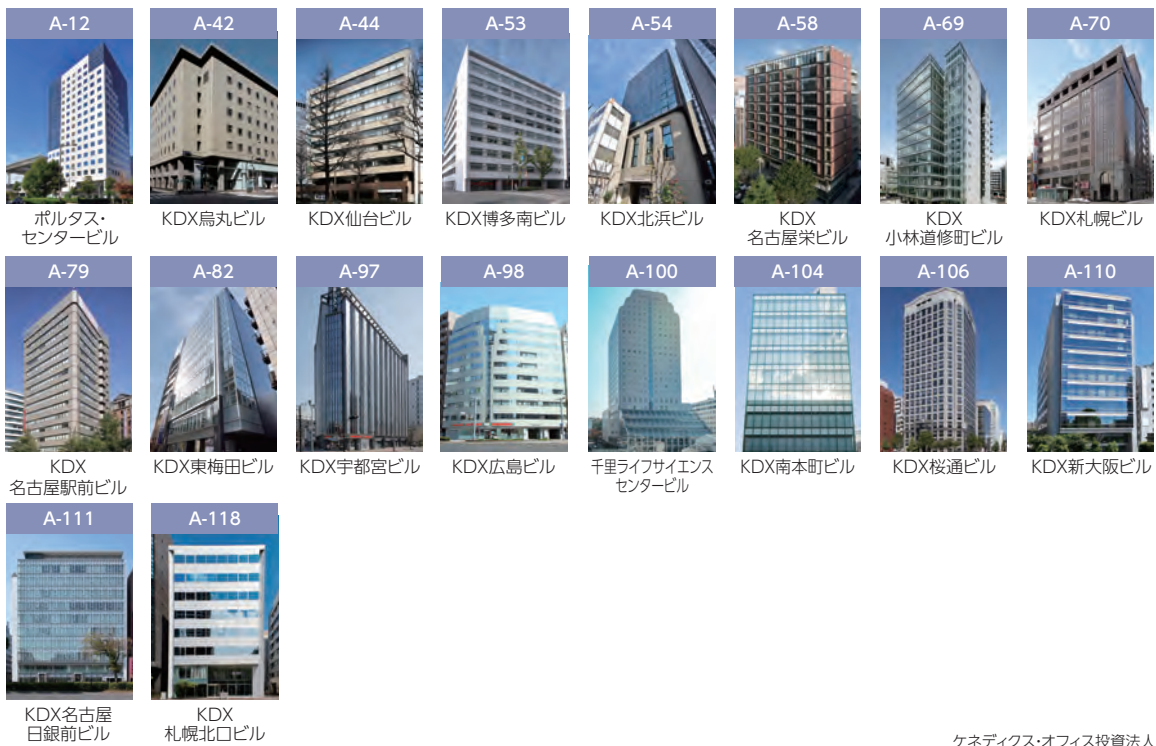 A-12
A-42
A-44
A-53
A-54
A-58
A-69
A-70
ポルタス・
センタービル
KDX烏丸ビル
KDX仙台ビル
KDX博多南ビル
KDX北浜ビル
KDX
名古屋栄ビル
KDX
小林道修町ビル
KDX札幌ビル
A-79
A-82
A-97
A-98
A-100
A-104
A-106
A-110
KDX
名古屋駅前ビル
KDX東梅田ビル
KDX宇都宮ビル
KDX広島ビル
千里ライフサイエンス
センタービル
KDX南本町ビル
KDX桜通ビル
KDX新大阪ビル
A-111
A-118
KDX名古屋
日銀前ビル
KDX
札幌北口ビル
ケネディクス・オフィス投資法人